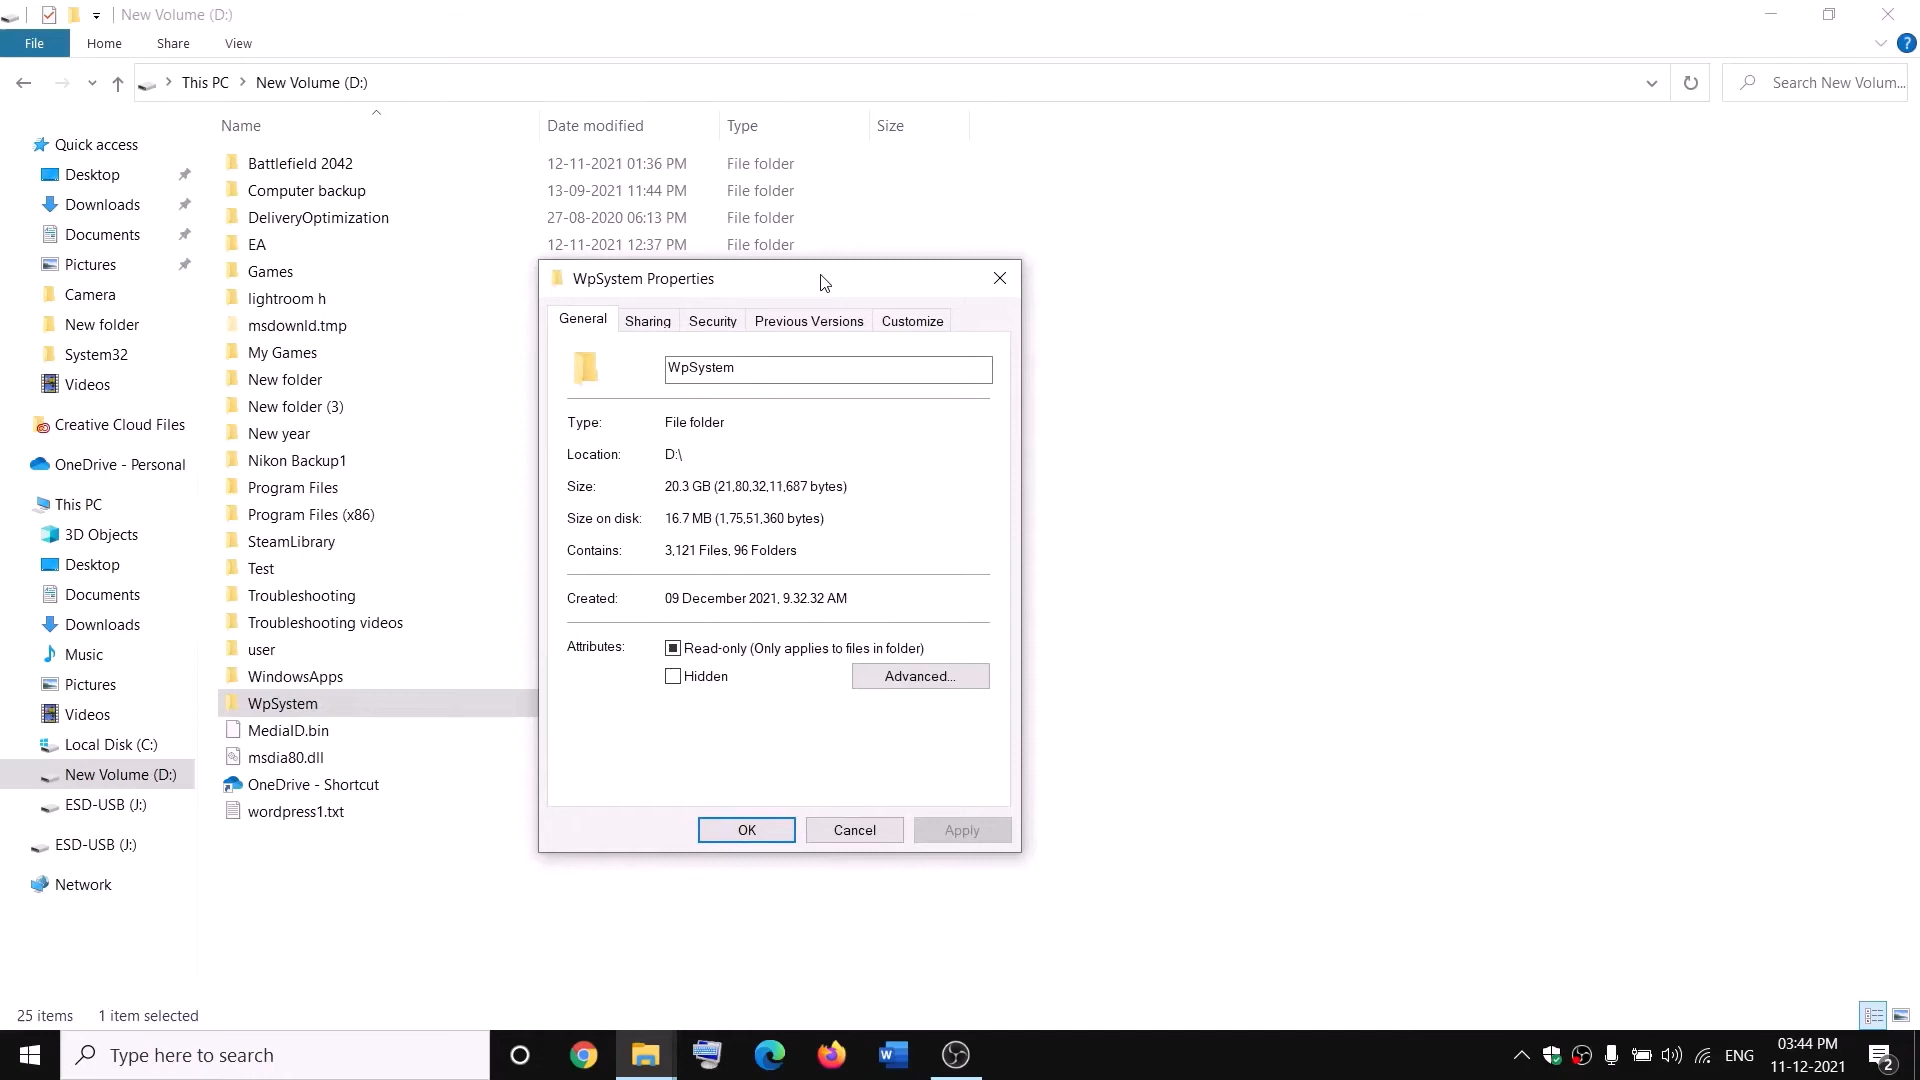 New Volume (D:)
File
Home
Share
View
?
This PC
New Volume (D:)
Search New Volum...
Name
Date modified
Type
Size
Quick access
Desktop
Downloads
Documents
Pictures
Camera
New folder
System32
Videos
Creative Cloud Files
OneDrive - Personal
This PC
3D Objects
Desktop
Documents
Downloads
Music
Pictures
Videos
Local Disk (C:)
New Volume (D:)
ESD-USB (J:)
ESD-USB (J:)
Network
Battlefield 2042 12-11-2021 01:36 PM File folder
Computer backup 13-09-2021 11:44 PM File folder
DeliveryOptimization 27-08-2020 06:13 PM File folder
EA 12-11-2021 12:37 PM File folder
Games
lightroom h
msdownld.tmp
My Games
New folder
New folder (3)
New year
Nikon Backup1
Program Files
Program Files (x86)
SteamLibrary
Test
Troubleshooting
Troubleshooting videos
user
WindowsApps
WpSystem
MediaID.bin
msdia80.dll
OneDrive - Shortcut
wordpress1.txt
WpSystem Properties
General
Sharing
Security
Previous Versions
Customize
WpSystem
Type: File folder
Location: D:\
Size: 20.3 GB (21,80,32,11,687 bytes)
Size on disk: 16.7 MB (1,75,51,360 bytes)
Contains: 3,121 Files, 96 Folders
Created: 09 December 2021, 9.32.32 AM
Attributes: Read-only (Only applies to files in folder)
Hidden
Advanced...
OK
Cancel
Apply
25 items
1 item selected
Type here to search
W
ENG
03:44 PM
11-12-2021
2